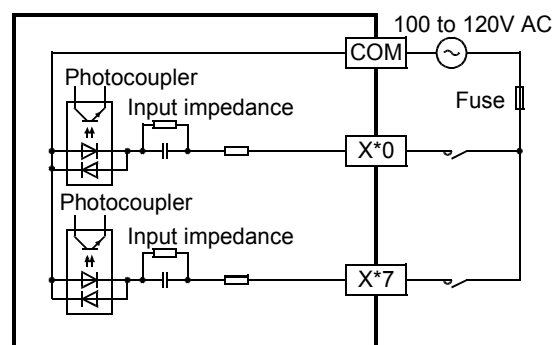 100 to 120V AC
COM
Photocoupler
Fuse
Input impedance
X*0
Photocoupler
Input impedance
X*7